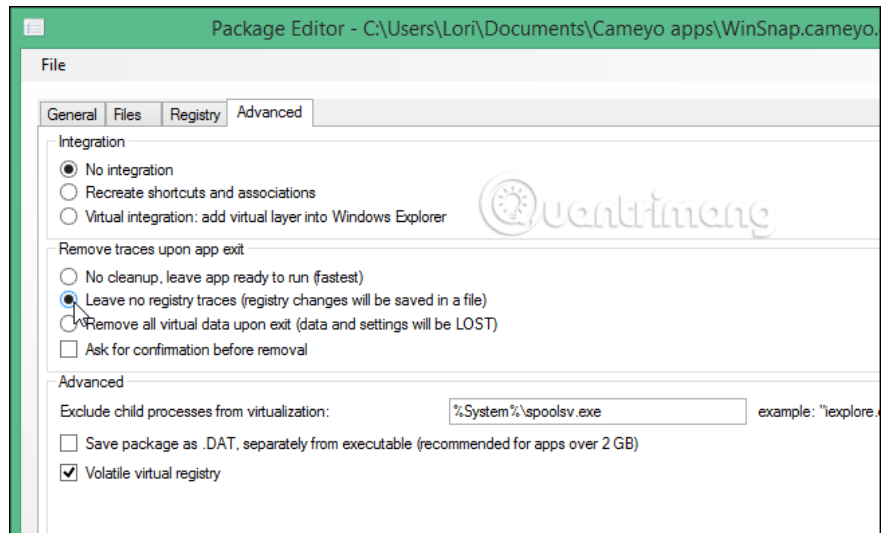 Package Editor - C:\Users\Lori\Documents\Cameyo apps\WinSnap.cameyo.
File
General Files Registry Advanced
Integration
No integration
Recreate shortcuts and associations
Virtual integration: add virtual layer into Windows Explorer
Quantrimang
Remove traces upon app exit
No cleanup, leave app ready to run (fastest)
Leave no registry traces (registry changes will be saved in a file)
Remove all virtual data upon exit (data and settings will be LOST)
Ask for confirmation before removal
Advanced
Exclude child processes from virtualization: %System%\spoolsv.exe example: "iexplore.
Save package as .DAT, separately from executable (recommended for apps over 2 GB)
Volatile virtual registry